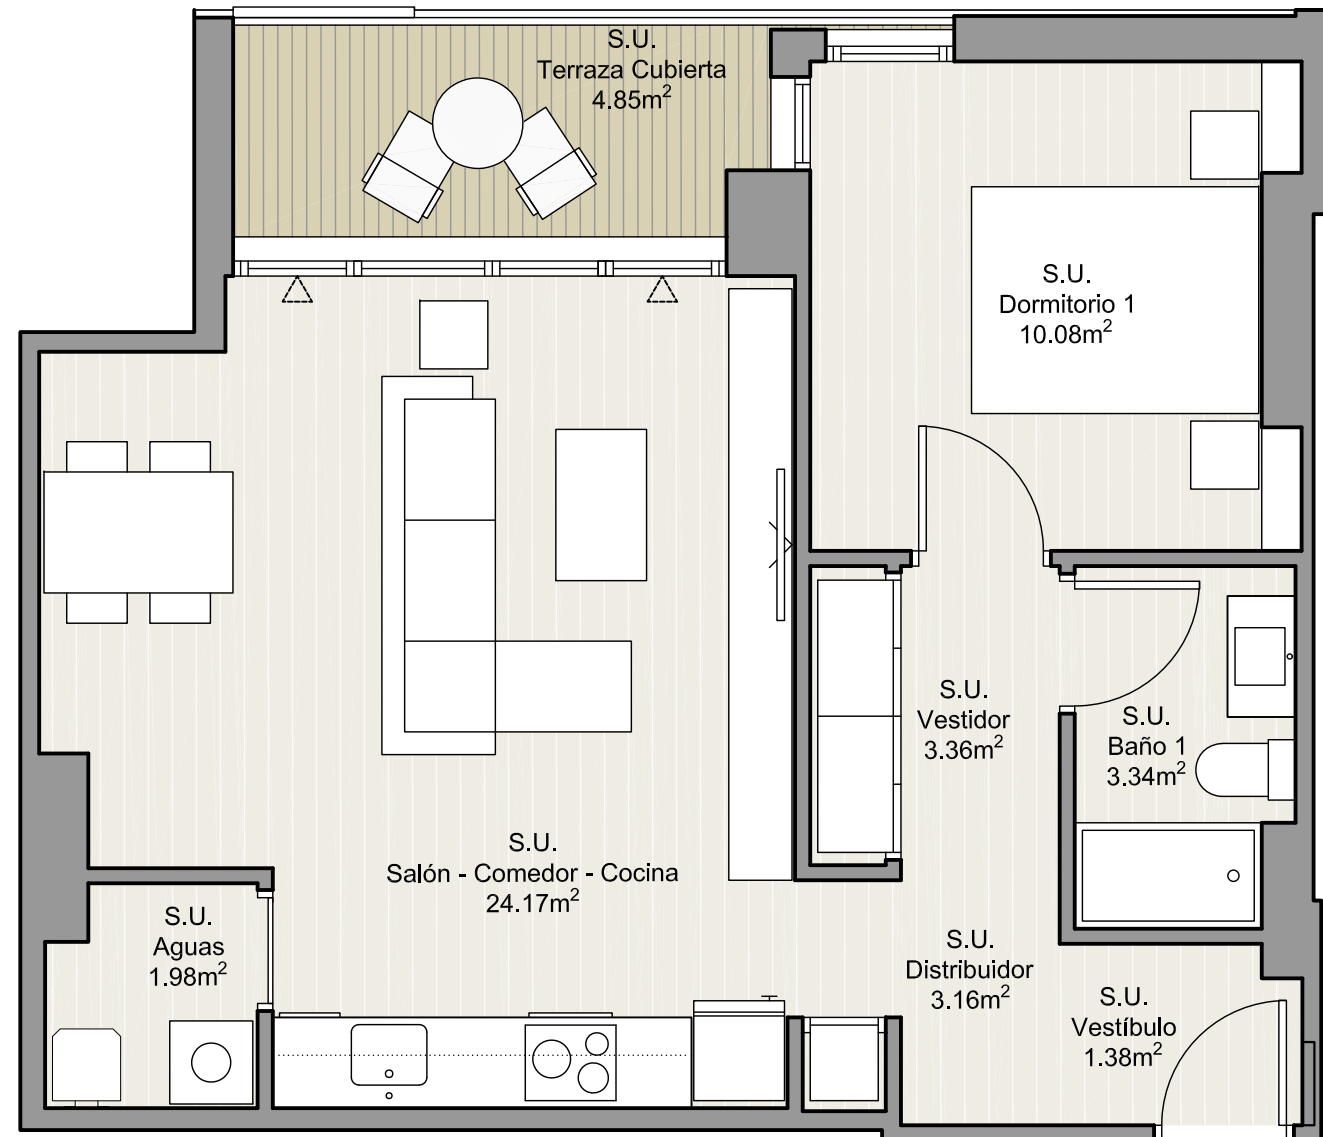 S.U.
Terraza Cubierta
4.85m²
S.U.
Dormitorio 1
10.08m²
S.U.
Vestidor
3.36m²
S.U.
Baño 1
3.34m²
S.U.
Salón - Comedor - Cocina
24.17m²
S.U.
Aguas
1.98m²
S.U.
Distribuidor
3.16m²
S.U.
Vestíbulo
1.38m²